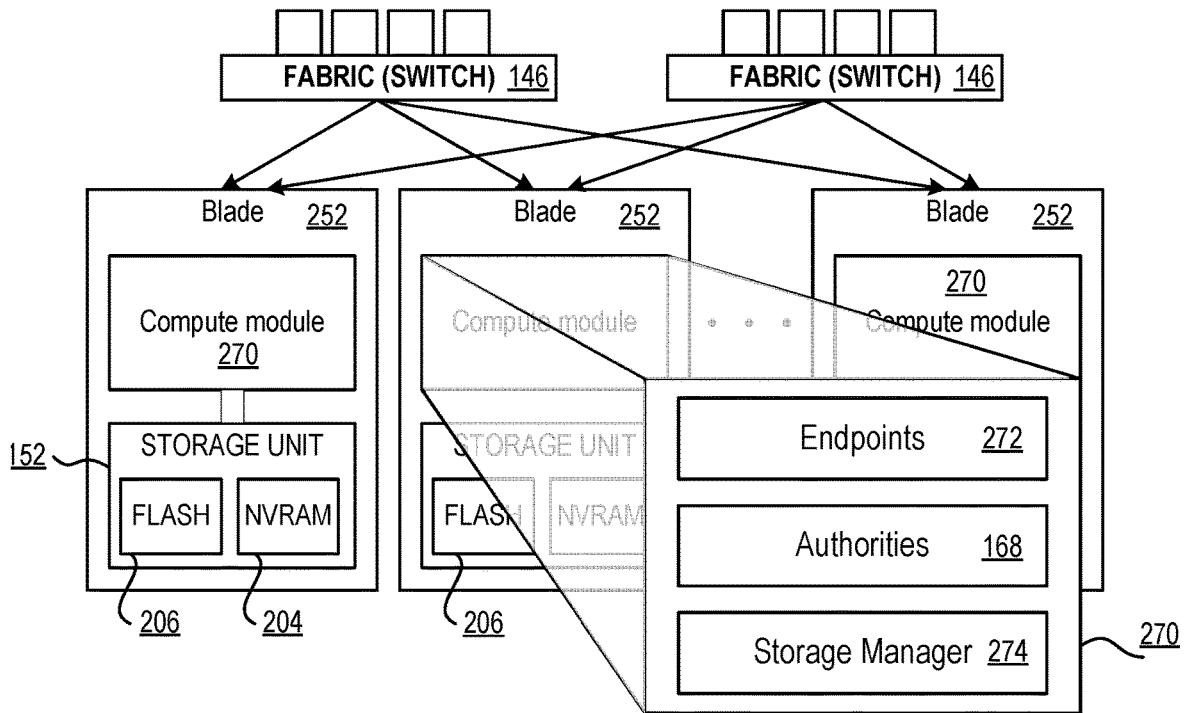 FABRIC (SWITCH) 146
FABRIC (SWITCH) 146
Blade 252
Blade 252
Blade 252
Compute module
270
Compute module
• • •
270
Compute module
152
STORAGE UNIT
FLASH
NVRAM
STORAGE UNIT
FLASH
NVRAM
206
204
206
Endpoints 272
Authorities 168
Storage Manager 274
270